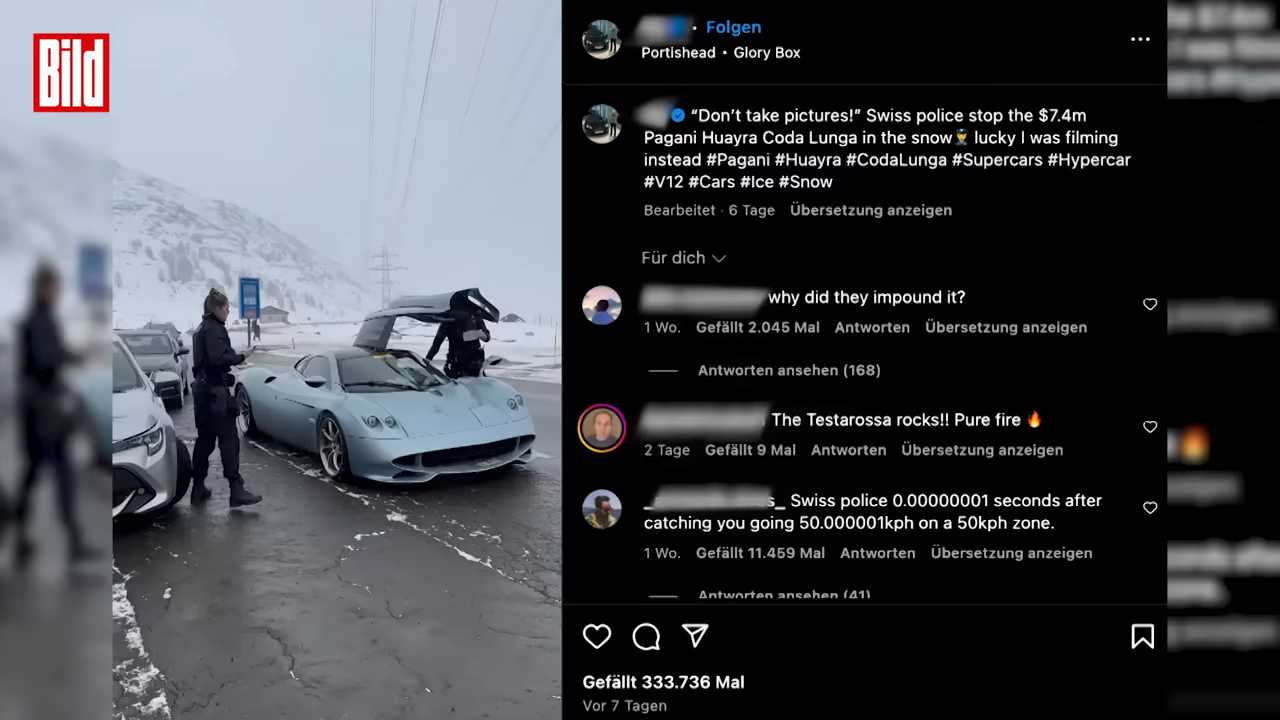 Bild
• Folgen
Portishead • Glory Box
“Don’t take pictures!” Swiss police stop the $7.4m
Pagani Huayra Coda Lunga in the snow👮 lucky I was filming
instead #Pagani #Huayra #CodaLunga #Supercars #Hypercar
#V12 #Cars #Ice #Snow
Bearbeitet · 6 Tage Übersetzung anzeigen
Für dich
why did they impound it?
1 Wo. Gefällt 2.045 Mal Antworten Übersetzung anzeigen
Antworten ansehen (168)
The Testarossa rocks!! Pure fire 🔥
2 Tage Gefällt 9 Mal Antworten Übersetzung anzeigen
Swiss police 0.00000001 seconds after
catching you going 50.000001kph on a 50kph zone.
1 Wo. Gefällt 11.459 Mal Antworten Übersetzung anzeigen
Antworten ansehen (41)
Gefällt 333.736 Mal
Vor 7 Tagen